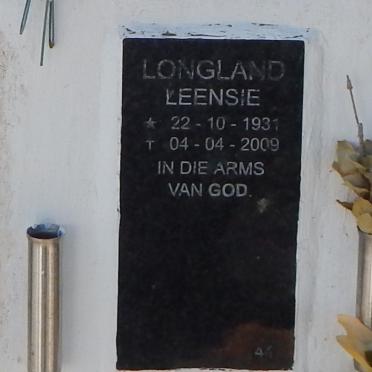 LONGLAND
LEENSIE
★ 22 - 10 - 1931
† 04 - 04 - 2009
IN DIE ARMS
VAN GOD.